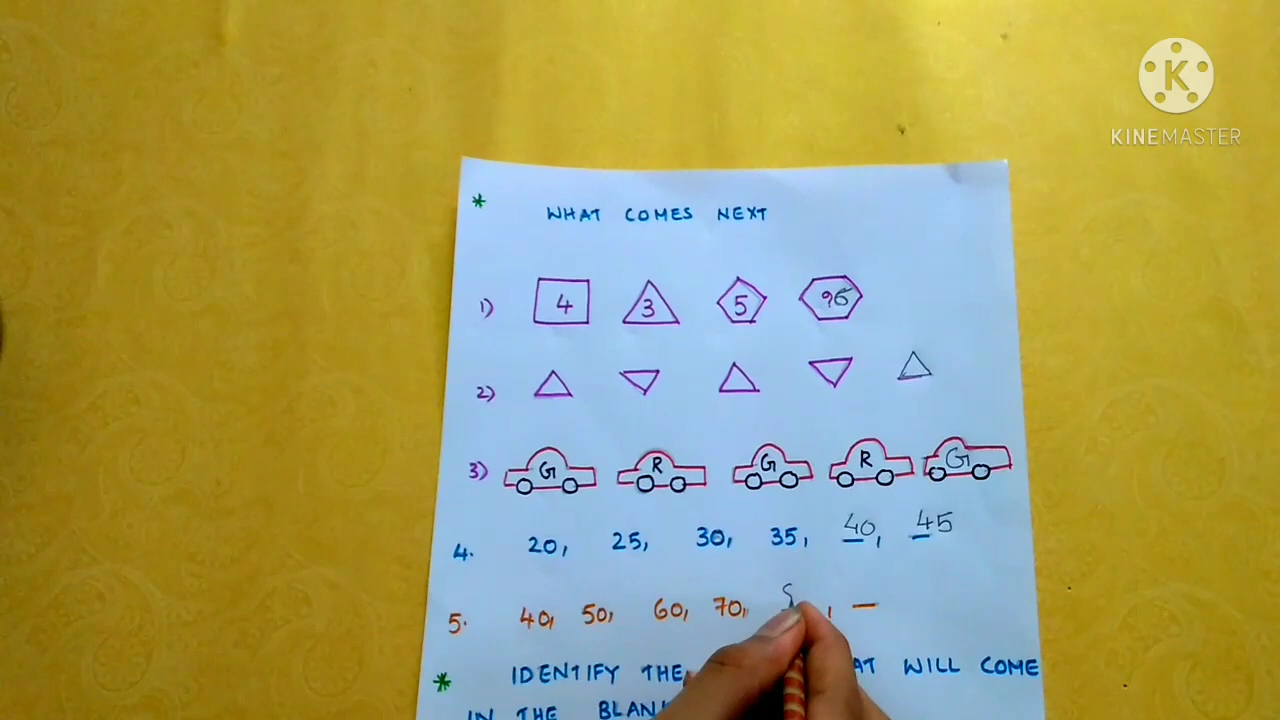 K
KINEMASTER
* WHAT COMES NEXT
1) 4 3 5 ?6
2)
3) G R G R G
4. 20, 25, 30, 35, 40, 45
5. 40, 50, 60, 70, , —
* IDENTIFY THE WILL COME
IN THE